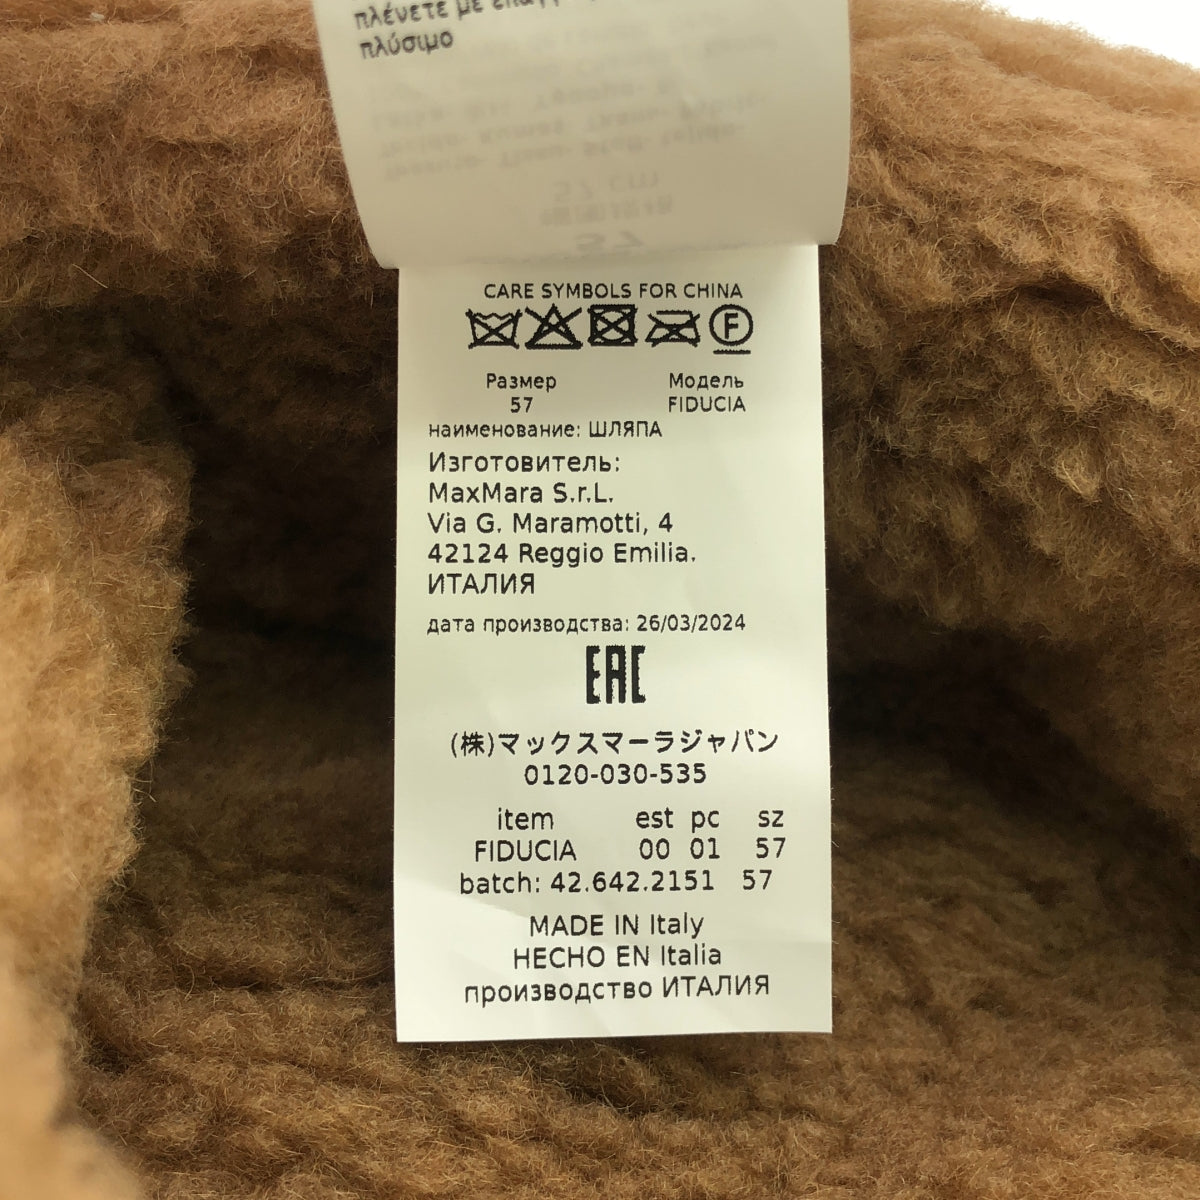 πλένετε με
πλύσιμο
CARE SYMBOLS FOR CHINA
F
Размер Модель
57 FIDUCIA
наименование: ШЛЯПА
Изготовитель:
MaxMara S.r.L.
Via G. Maramotti, 4
42124 Reggio Emilia.
ИТАЛИЯ
дата производства: 26/03/2024
EAC
(株)マックスマーラジャパン
0120-030-535
item est pc sz
FIDUCIA 00 01 57
batch: 42.642.2151 57
MADE IN Italy
HECHO EN Italia
производство ИТАЛИЯ